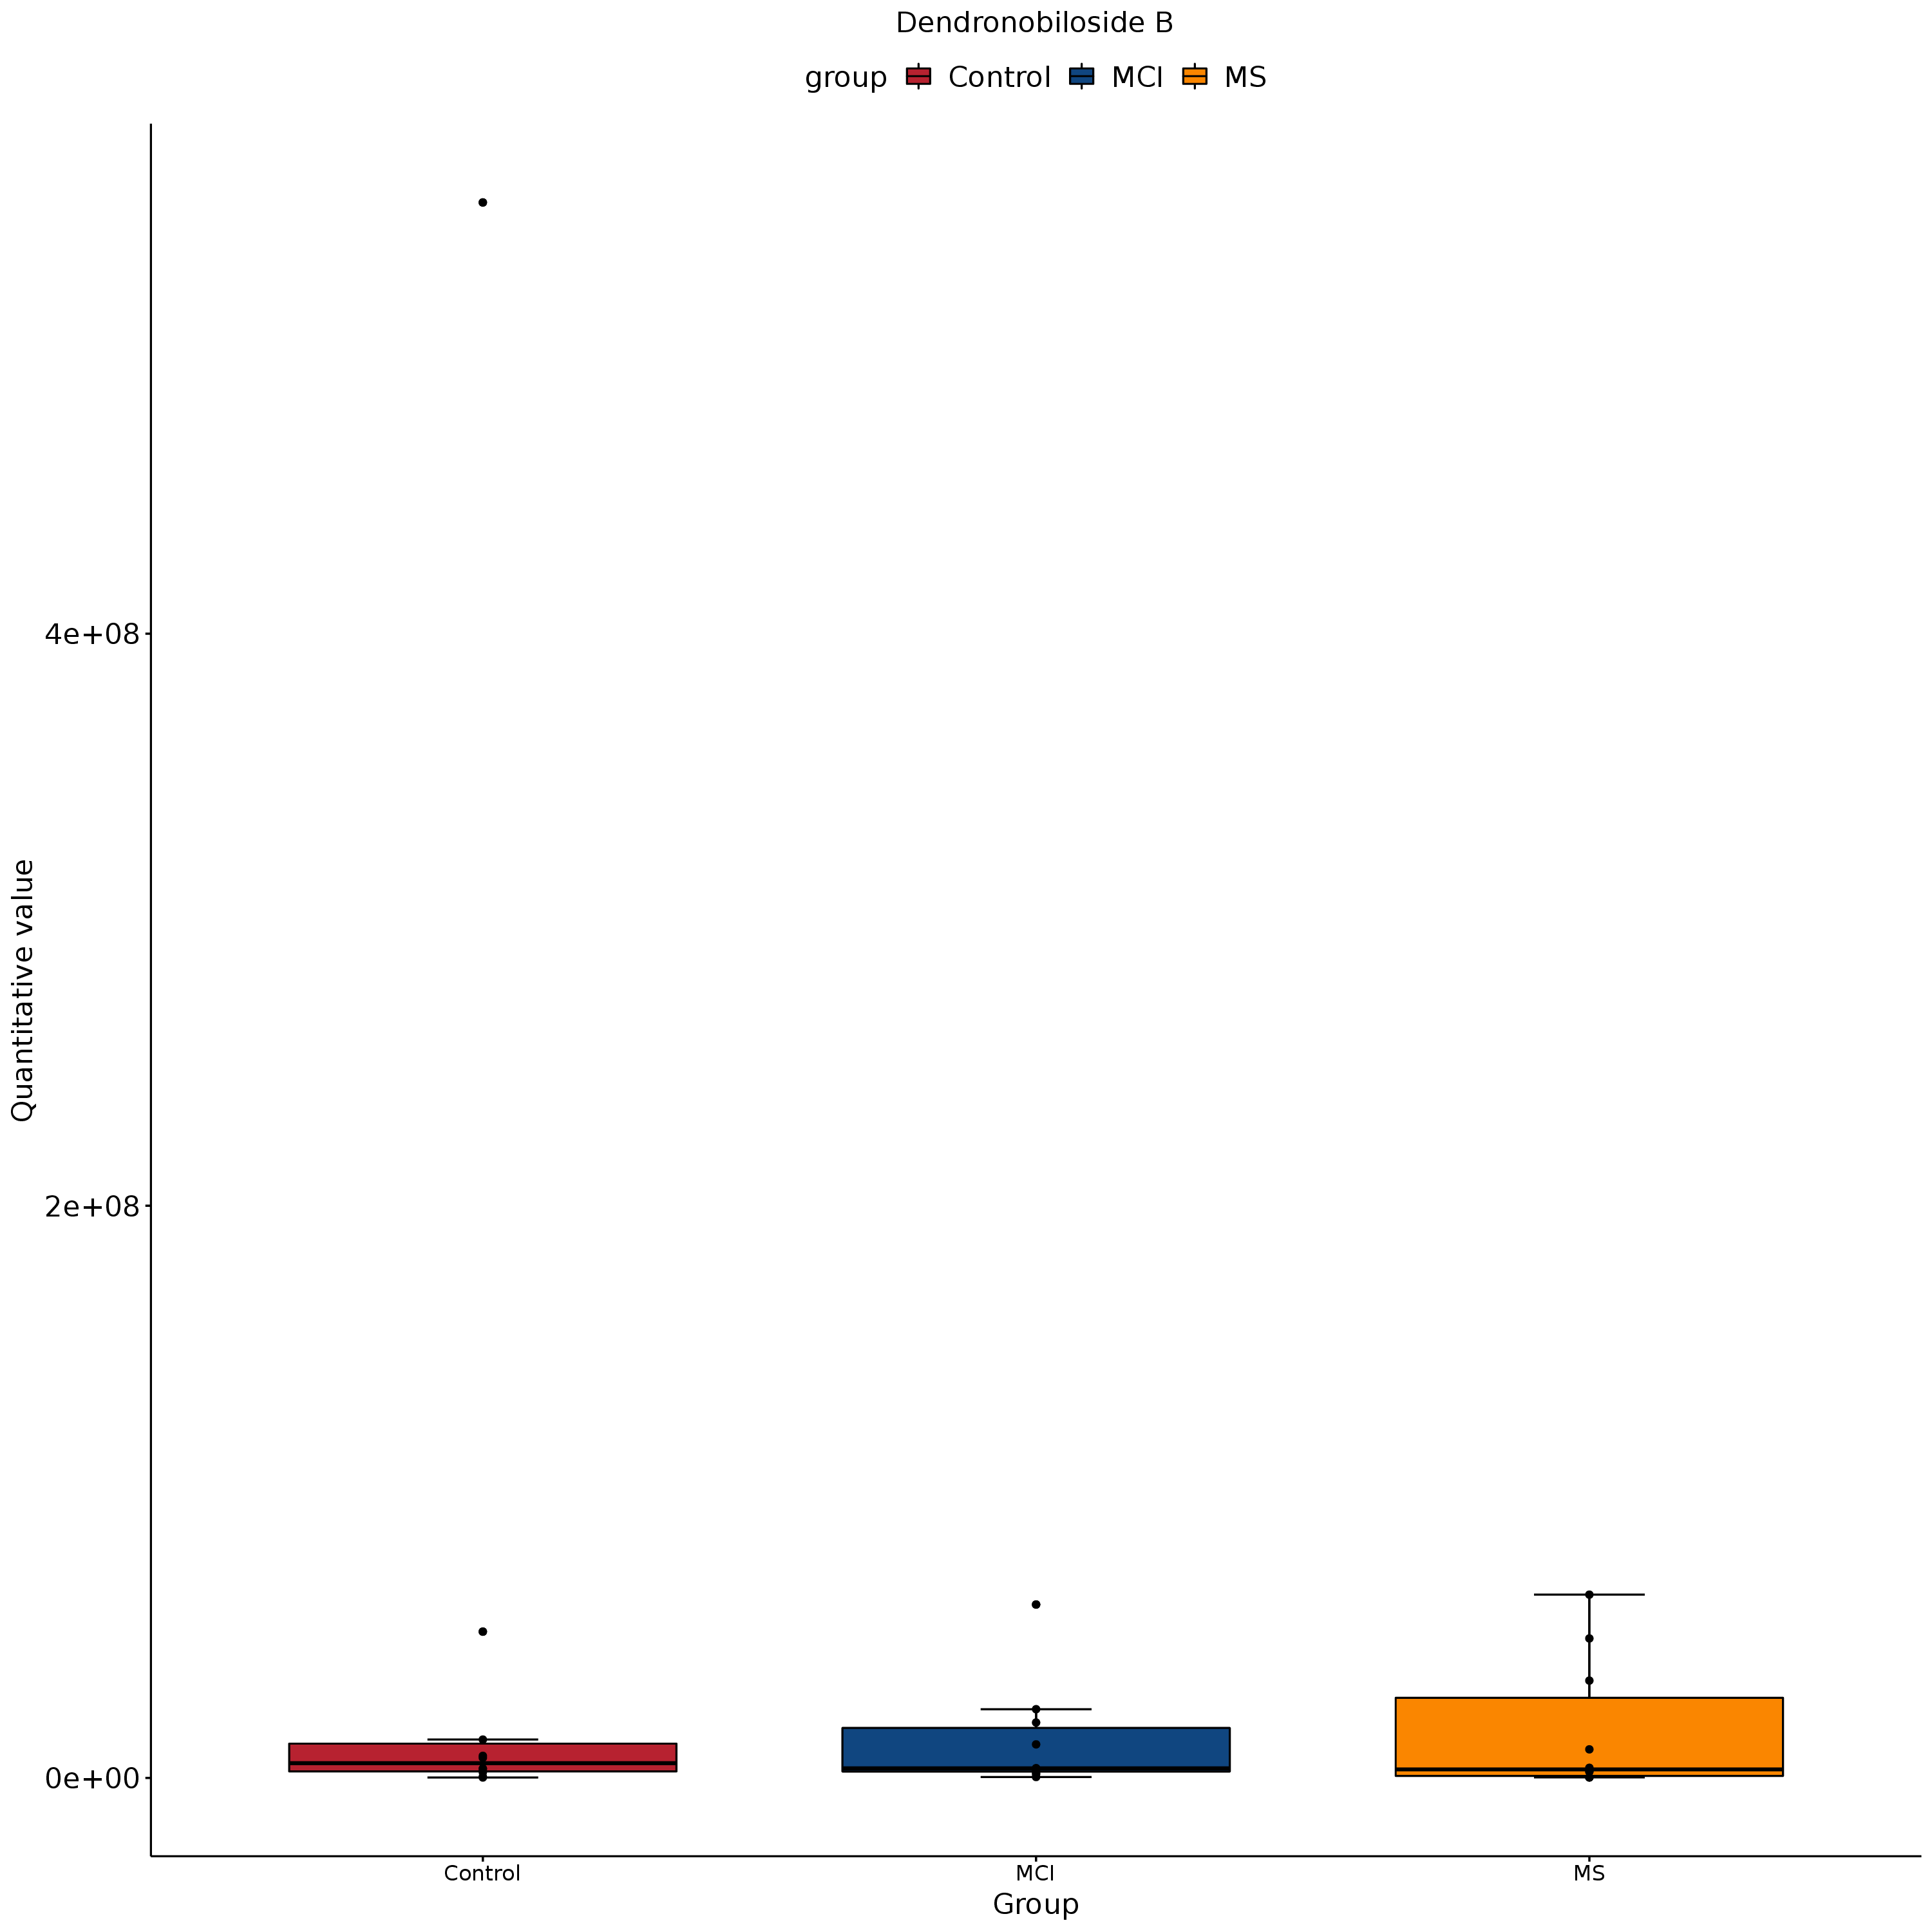 Dendronobiloside B
group Control MCI MS
Quantitative value
4e+08
2e+08
0e+00
Control MCI MS
Group